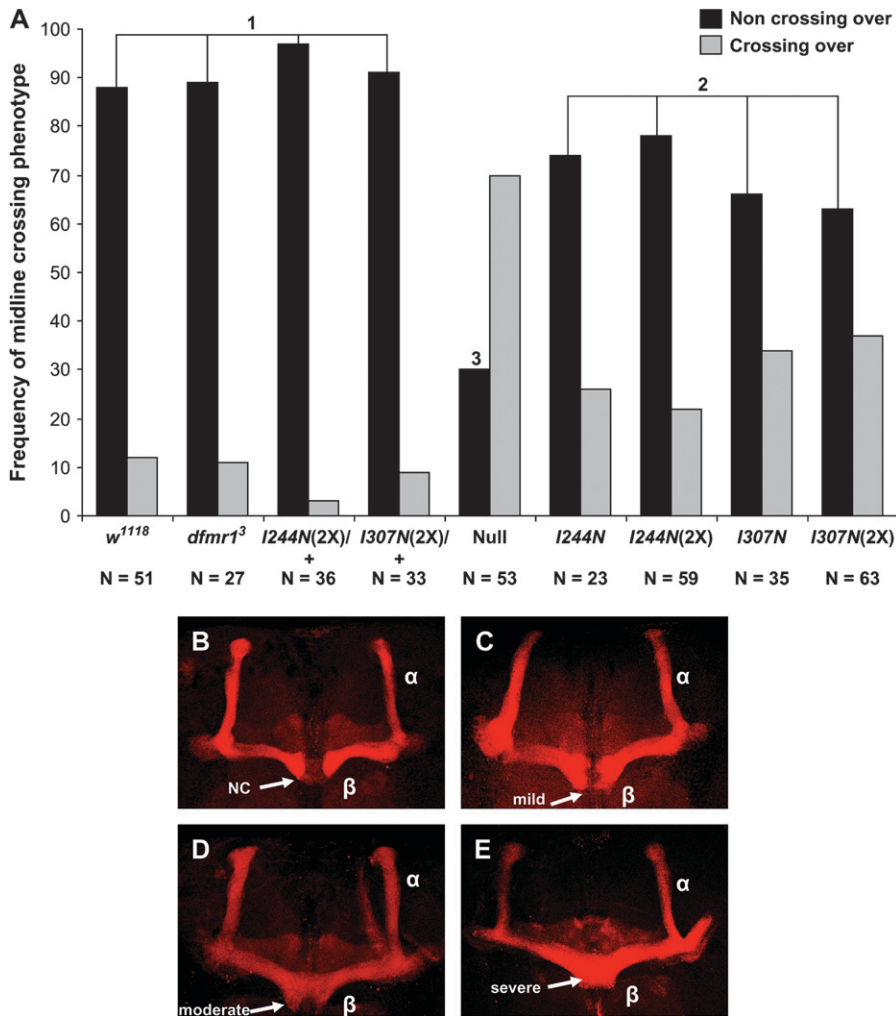 A
Non crossing over
Crossing over
Frequency of midline crossing phenotype
100
90
80
70
60
50
40
30
20
10
0
1
2
3
w1118 dfmr13 I244N(2X)/+ I307N(2X)/+ Null I244N I244N(2X) I307N I307N(2X)
N = 51 N = 27 N = 36 N = 33 N = 53 N = 23 N = 59 N = 35 N = 63
B
α
NC
β
C
α
mild
β
D
α
moderate
β
E
α
severe
β